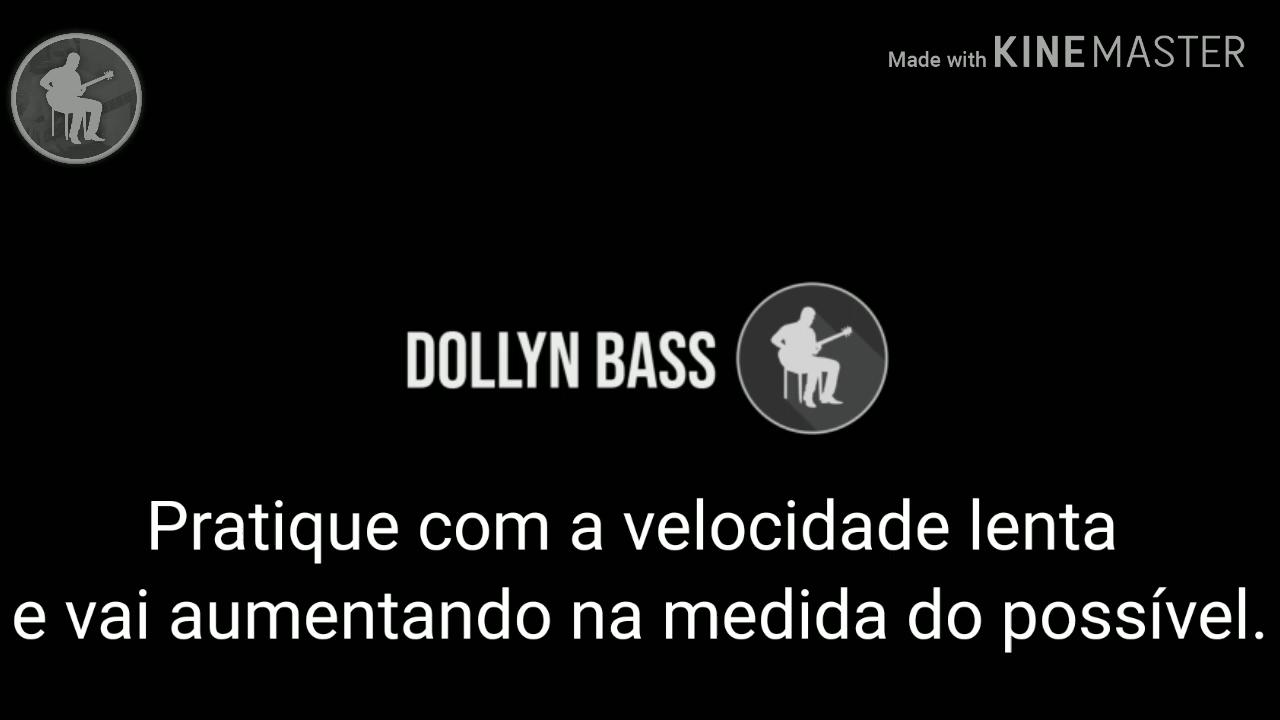 Made with KINEMASTER
DOLLYN BASS
Pratique com a velocidade lenta
e vai aumentando na medida do possível.